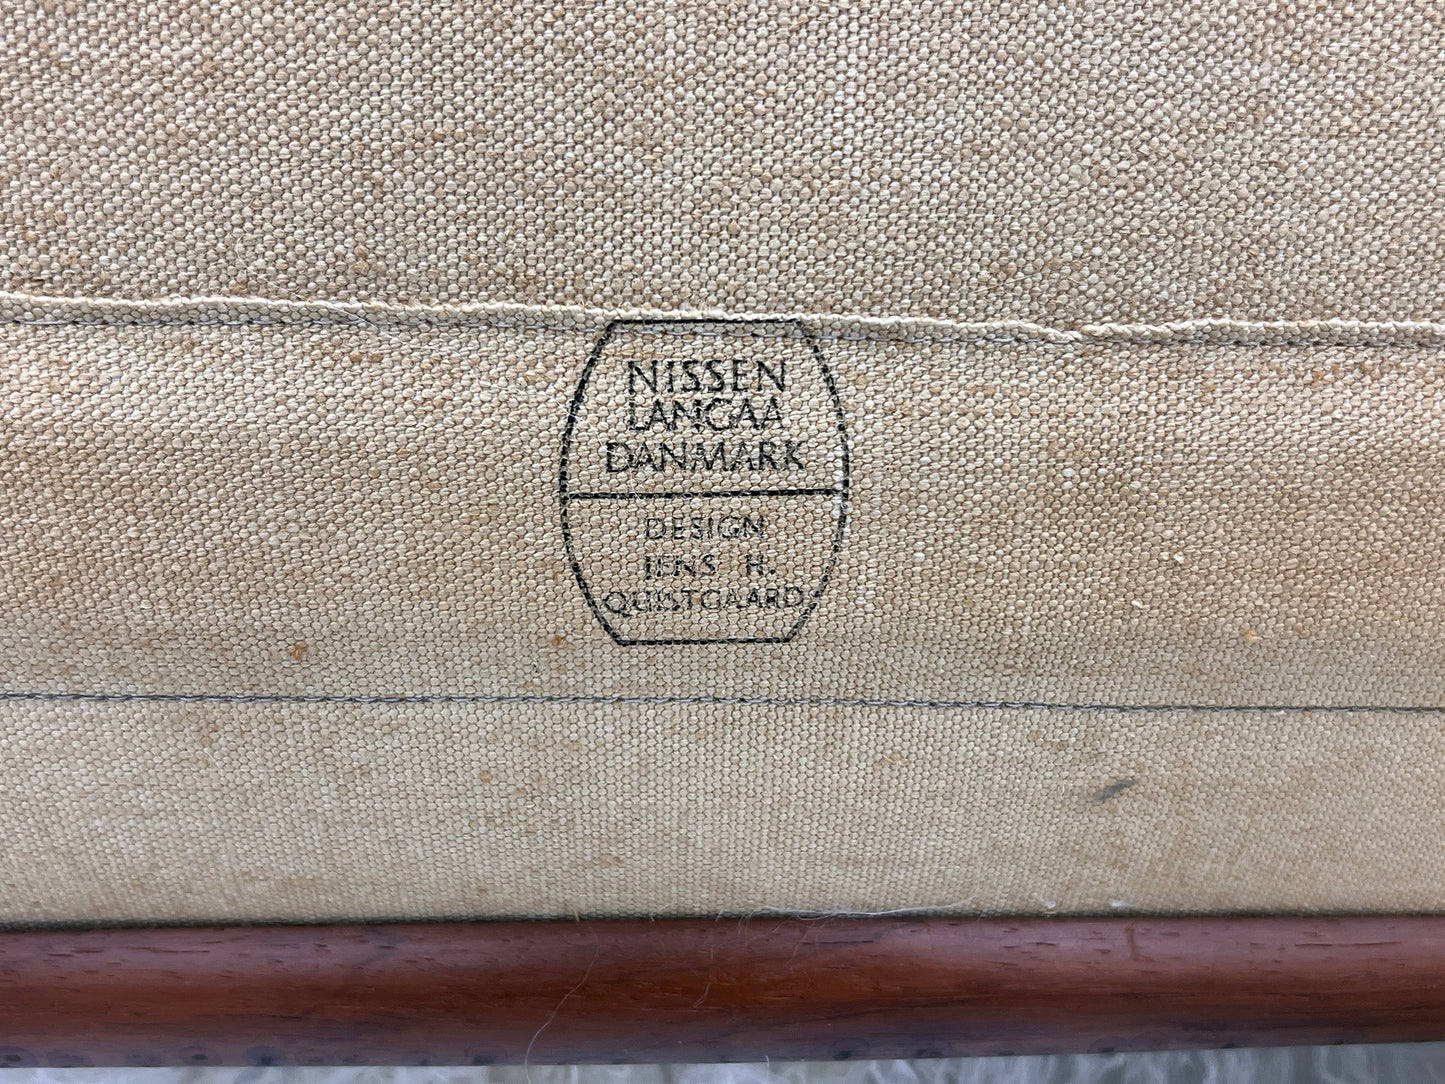 NISSEN
LANGAA
DANMARK
DESIGN
JENS H.
QUISTGAARD